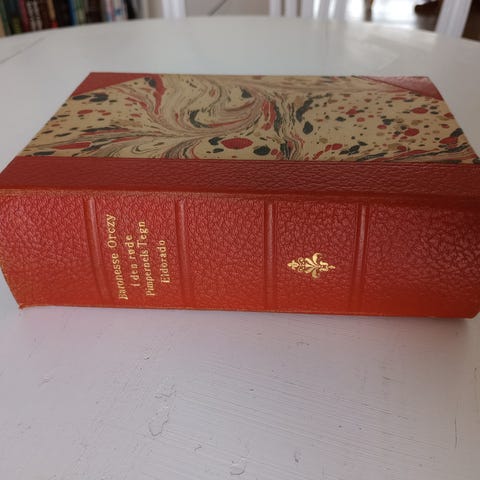 Baronesse Orczy
i den røde
Pimpernels Tegn
Eldorado